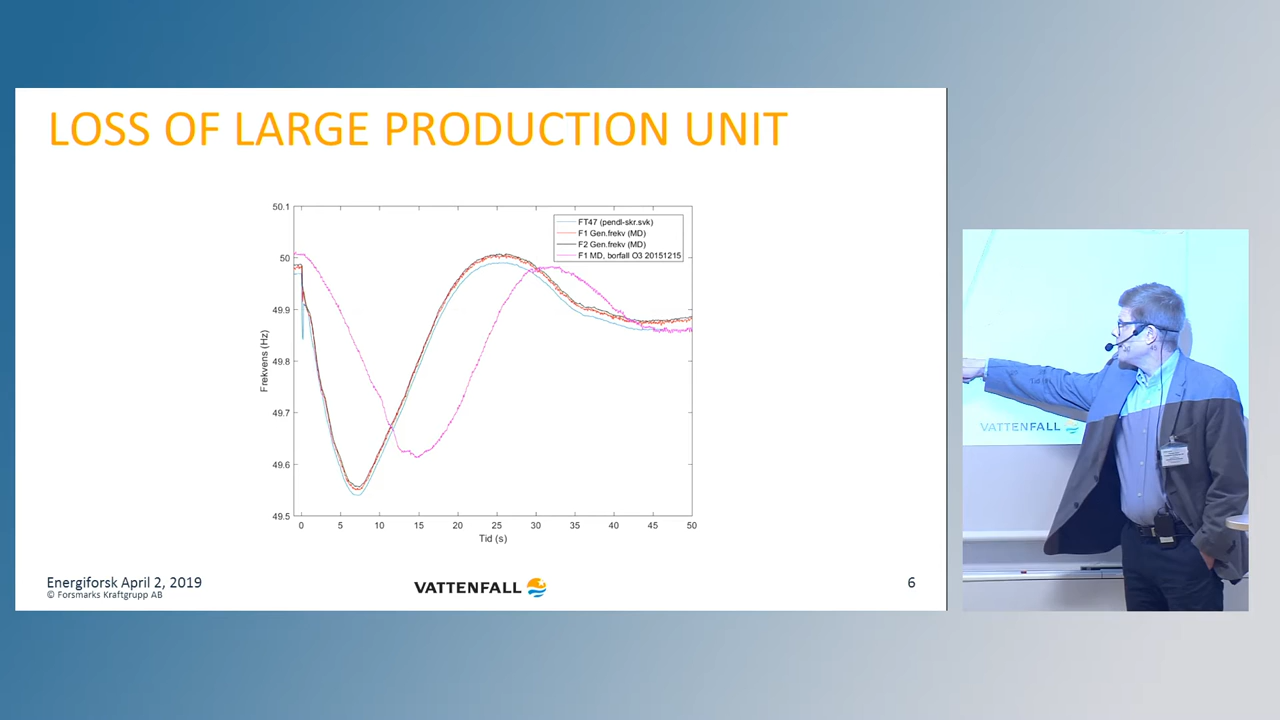 LOSS OF LARGE PRODUCTION UNIT
50.1
50
49.9
49.8
49.7
49.6
49.5
Frekvens (Hz)
FT47 (pendl-skr.svk)
F1 Gen.frekv (MD)
F2 Gen.frekv (MD)
F1 MD, borfall O3 20151215
0 5 10 15 20 25 30 35 40 45 50
Tid (s)
Energiforsk April 2, 2019
© Forsmarks Kraftgrupp AB
VATTENFALL
6
VATTENFALL